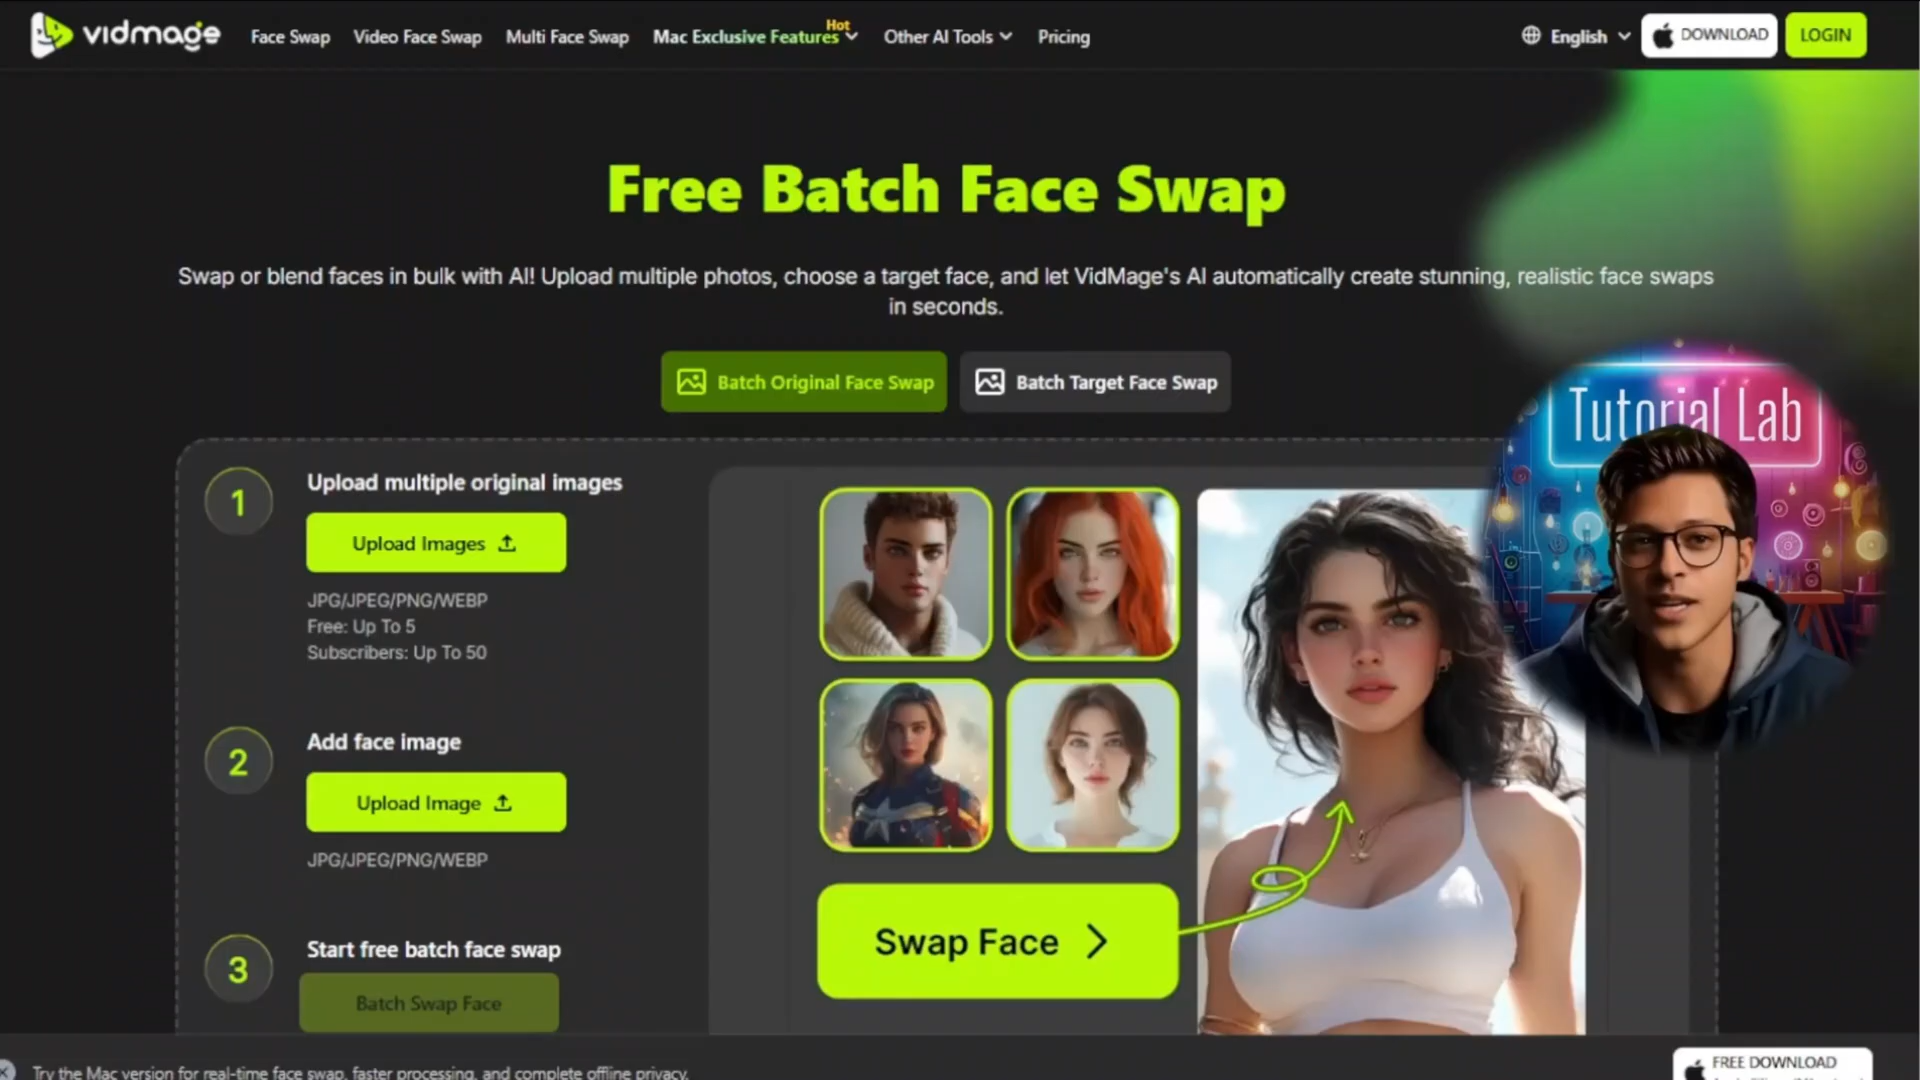 vidmage
Face Swap
Video Face Swap
Multi Face Swap
Mac Exclusive Features
Hot
Other AI Tools
Pricing
English
DOWNLOAD
LOGIN
Free Batch Face Swap
Swap or blend faces in bulk with AI! Upload multiple photos, choose a target face, and let VidMage's AI automatically create stunning, realistic face swaps
in seconds.
Batch Original Face Swap
Batch Target Face Swap
Tutorial Lab
1
Upload multiple original images
Upload Images
JPG/JPEG/PNG/WEBP
Free: Up To 5
Subscribers: Up To 50
2
Add face image
Upload Image
JPG/JPEG/PNG/WEBP
3
Start free batch face swap
Batch Swap Face
Swap Face
Try the Mac version for real-time face swap, faster processing, and complete offline privacy.
FREE DOWNLOAD